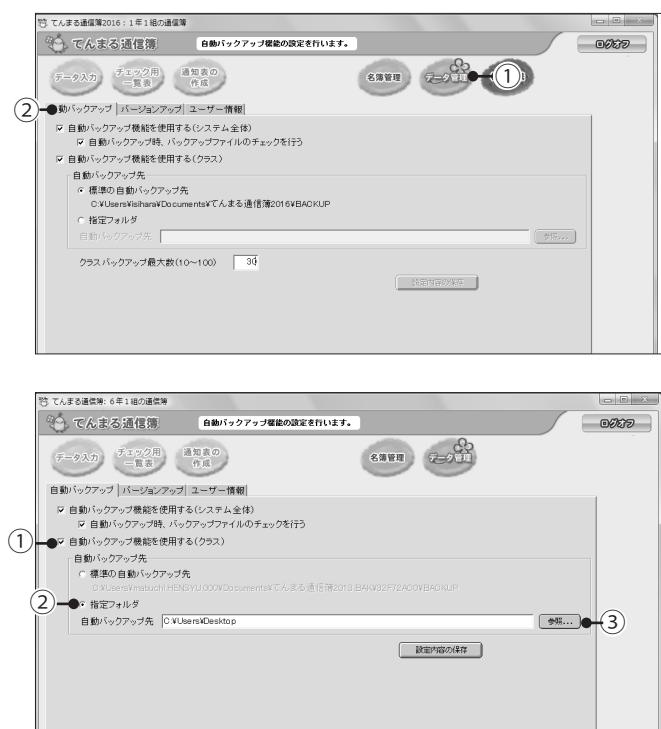 てんまる通信簿2016:1年1組の通信簿
てんまる通信簿 自動バックアップ機能の設定を行います。 ログオフ
データ入力 チェック用一覧表 通知表の作成 名簿管理 データ管理 ①
② 動バックアップ バージョンアップ ユーザー情報
自動バックアップ機能を使用する(システム全体)
自動バックアップ時、バックアップファイルのチェックを行う
自動バックアップ機能を使用する(クラス)
自動バックアップ先
標準の自動バックアップ先
C:¥Users¥isihara¥Documents¥てんまる通信簿2016¥BACKUP
指定フォルダ
自動バックアップ先 参照...
クラスバックアップ最大数(10～100) 30
設定内容の保存
てんまる通信簿:6年1組の通信簿
てんまる通信簿 自動バックアップ機能の設定を行います。 ログオフ
データ入力 チェック用一覧表 通知表の作成 名簿管理 データ管理
自動バックアップ バージョンアップ ユーザー情報
自動バックアップ機能を使用する(システム全体)
自動バックアップ時、バックアップファイルのチェックを行う
① 自動バックアップ機能を使用する(クラス)
自動バックアップ先
標準の自動バックアップ先
C:¥Users¥mabuchi.HENSYU.000¥Documents¥てんまる通信簿2013.BAK¥32F72AC0¥BACKUP
② 指定フォルダ
自動バックアップ先 C:¥Users¥Desktop 参照... ③
設定内容の保存